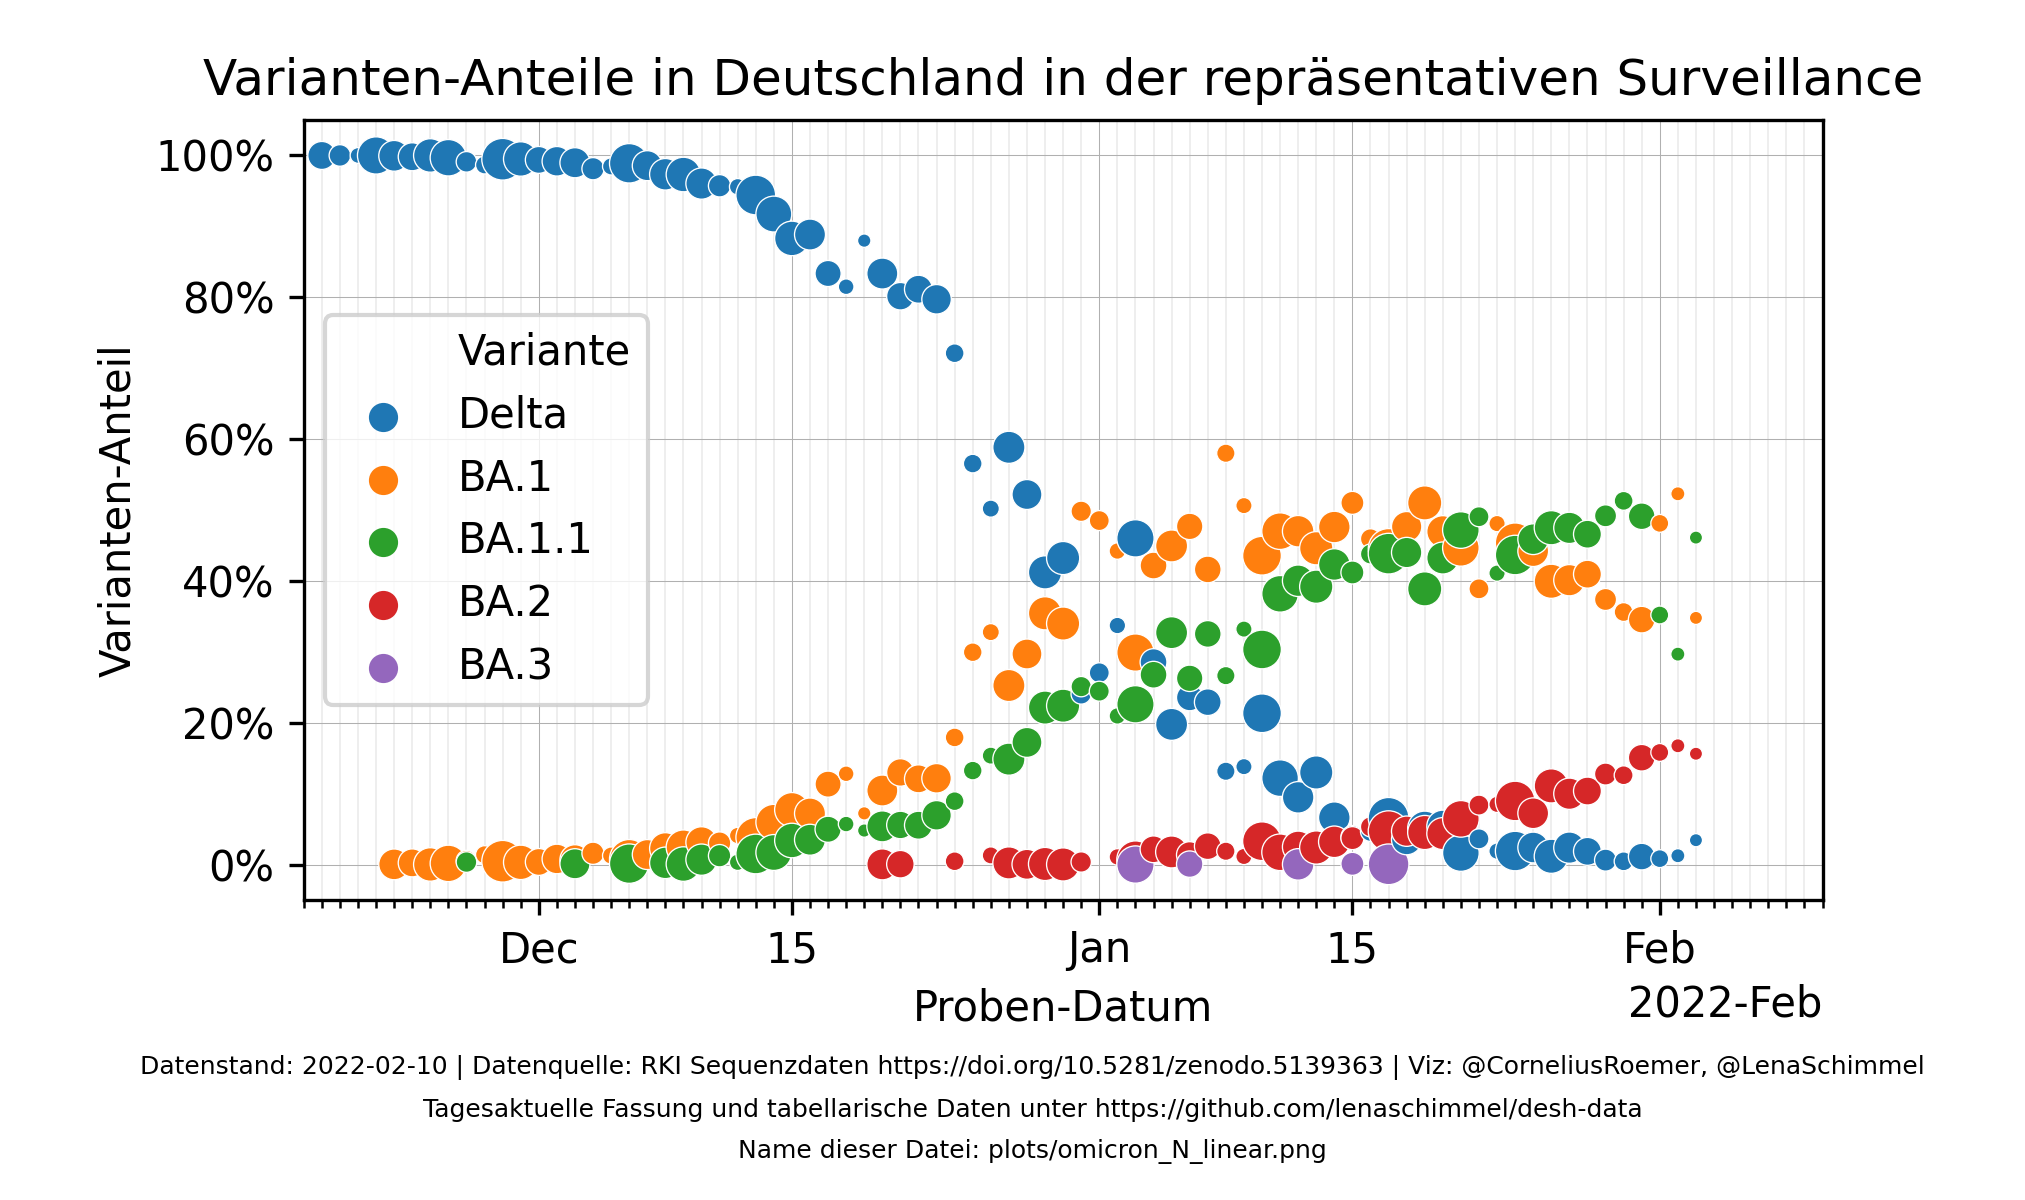 Varianten-Anteile in Deutschland in der repräsentativen Surveillance
Varianten-Anteil
100%
80%
60%
40%
20%
0%
Variante
Delta
BA.1
BA.1.1
BA.2
BA.3
Dec
15
Jan
15
Feb
Proben-Datum
2022-Feb
Datenstand: 2022-02-10 | Datenquelle: RKI Sequenzdaten https://doi.org/10.5281/zenodo.5139363 | Viz: @CorneliusRoemer, @LenaSchimmel
Tagesaktuelle Fassung und tabellarische Daten unter https://github.com/lenaschimmel/desh-data
Name dieser Datei: plots/omicron_N_linear.png